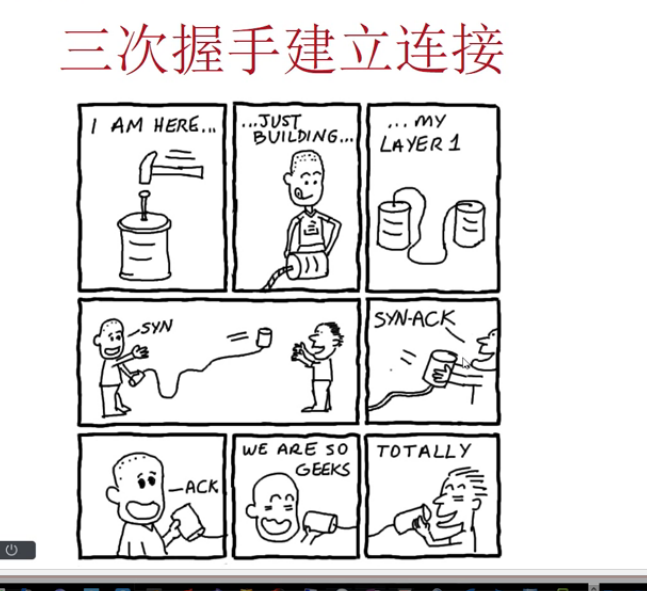 三次握手建立连接
I AM HERE...
...JUST
BUILDING...
...MY
LAYER 1
SYN
SYN-ACK
ACK
WE ARE SO
GEEKS
TOTALLY